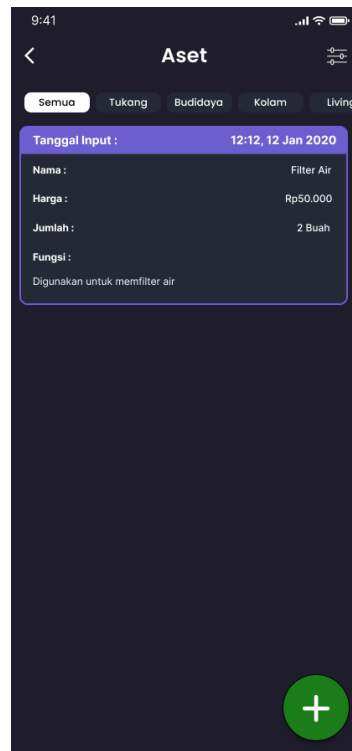 9:41
Aset
Semua Tukang Budidaya Kolam Living
Tanggal Input : 12:12, 12 Jan 2020
Nama : Filter Air
Harga : Rp50.000
Jumlah : 2 Buah
Fungsi :
Digunakan untuk memfilter air